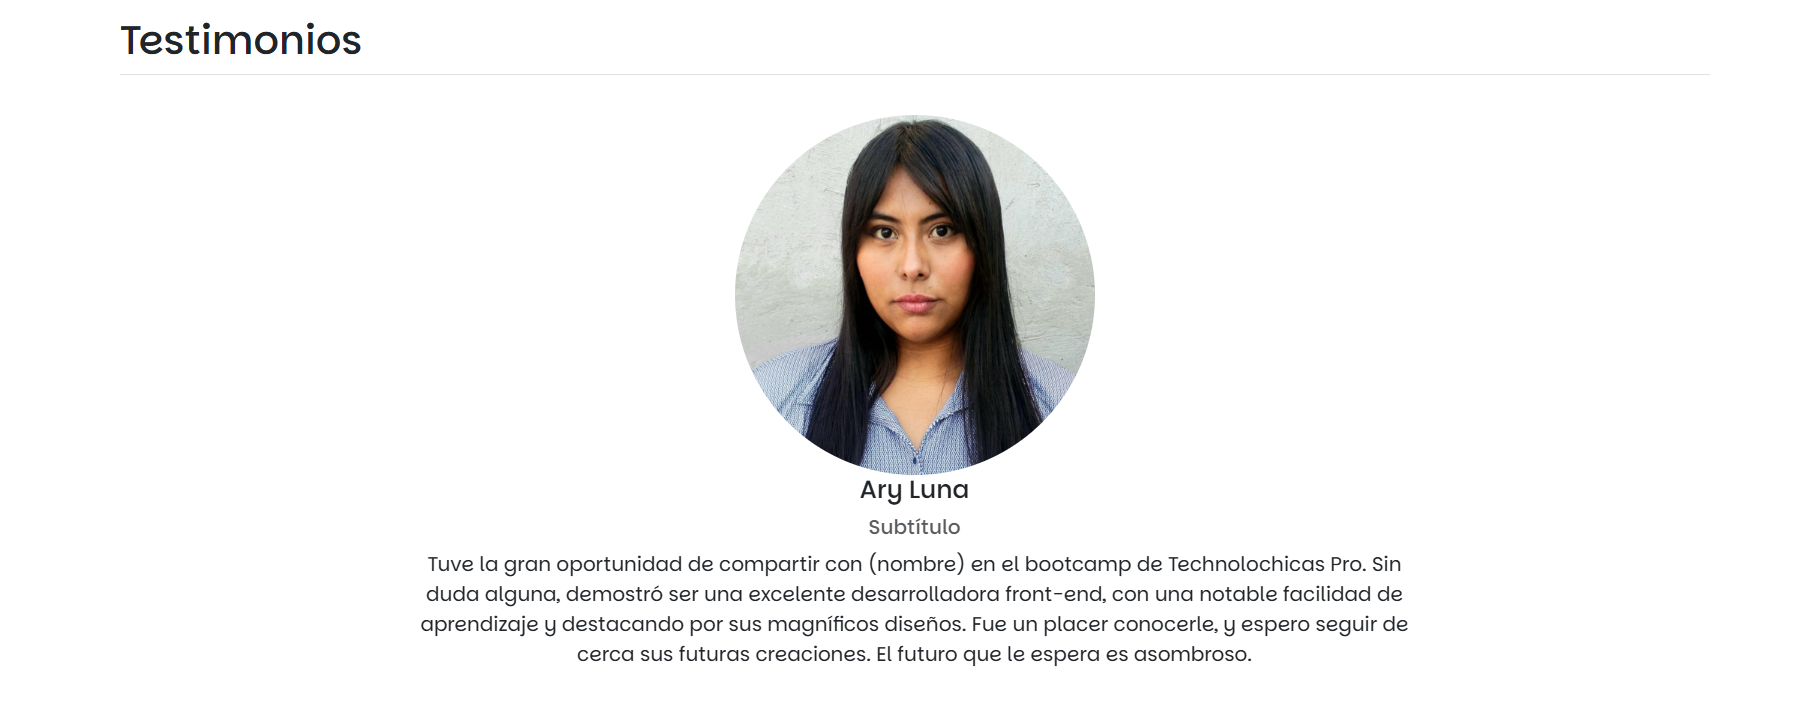 Testimonios
Ary Luna
Subtítulo
Tuve la gran oportunidad de compartir con (nombre) en el bootcamp de Technolochicas Pro. Sin
duda alguna, demostró ser una excelente desarrolladora front-end, con una notable facilidad de
aprendizaje y destacando por sus magníficos diseños. Fue un placer conocerle, y espero seguir de
cerca sus futuras creaciones. El futuro que le espera es asombroso.